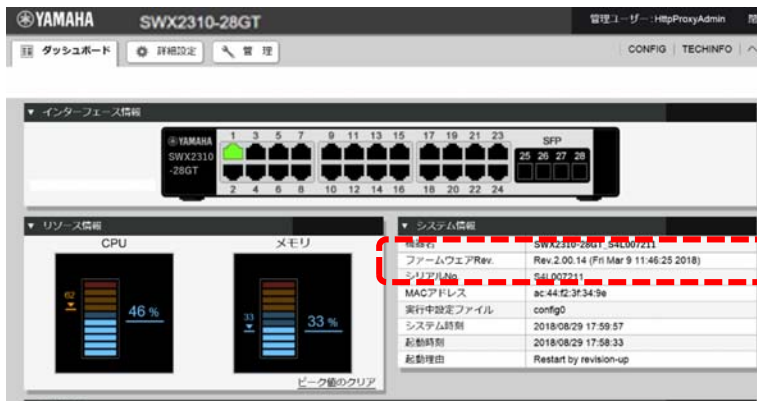 YAMAHA SWX2310-28GT 管理ユーザー:HttpProxyAdmin
ダッシュボード 詳細設定 管 理 CONFIG | TECHINFO
▼ インターフェース情報
1 3 5 7 9 11 13 15 17 19 21 23 SFP
YAMAHA
SWX2310
-28GT
25 26 27 28
2 4 6 8 10 12 14 16 18 20 22 24
▼ リソース情報
CPU メモリ
62
46 %
33
33 %
ピーク値のクリア
▼ システム情報
機器名 SWX2310-28GT_S4L007211
ファームウェアRev. Rev.2.00.14 (Fri Mar 9 11:46:25 2018)
シリアルNo. S4L007211
MACアドレス ac:44:f2:3f:34:9e
実行中設定ファイル config0
システム時刻 2018/08/29 17:59:57
起動時刻 2018/08/29 17:58:33
起動理由 Restart by revision-up